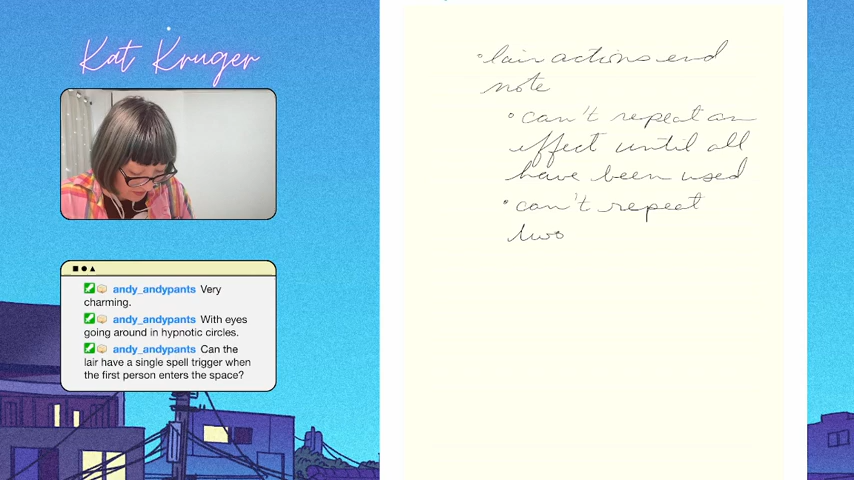 Kat Kruger
andy_andypants Very
charming.
andy_andypants With eyes
going around in hypnotic circles.
andy_andypants Can the
lair have a single spell trigger when
the first person enters the space?
• lair actions end
note
• can't repeat an
effect until all
have been used
• can't repeat
two